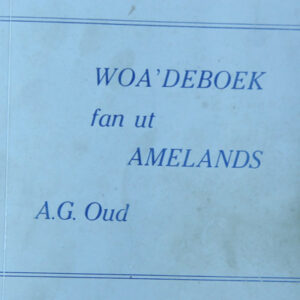 WOA'DEBOEK
fan ut
AMELANDS
A.G. Oud